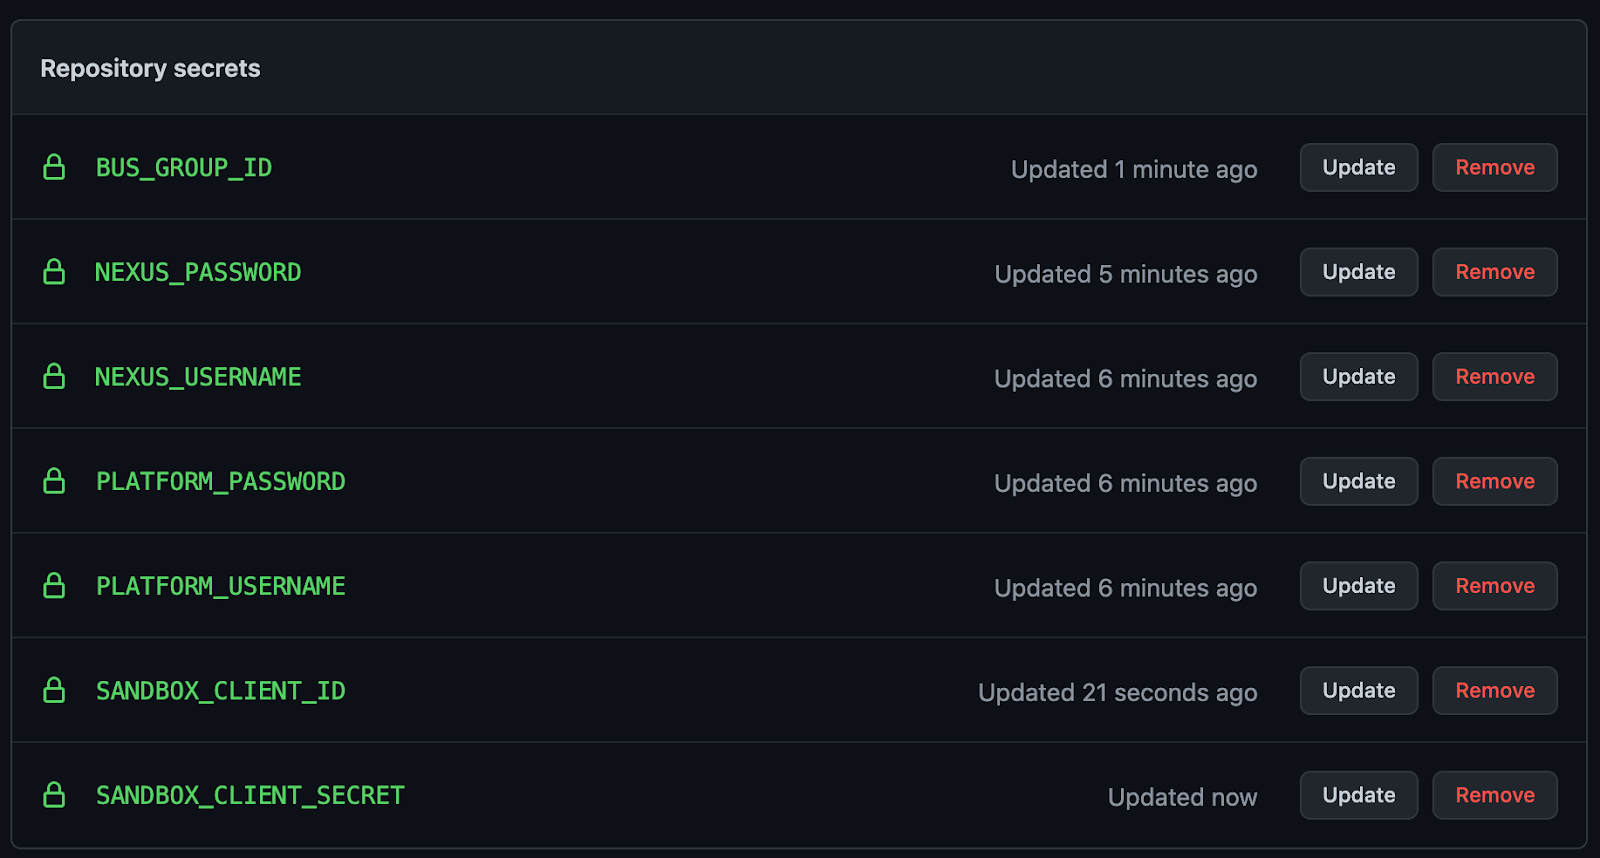 Repository secrets
BUS_GROUP_ID Updated 1 minute ago Update Remove
NEXUS_PASSWORD Updated 5 minutes ago Update Remove
NEXUS_USERNAME Updated 6 minutes ago Update Remove
PLATFORM_PASSWORD Updated 6 minutes ago Update Remove
PLATFORM_USERNAME Updated 6 minutes ago Update Remove
SANDBOX_CLIENT_ID Updated 21 seconds ago Update Remove
SANDBOX_CLIENT_SECRET Updated now Update Remove